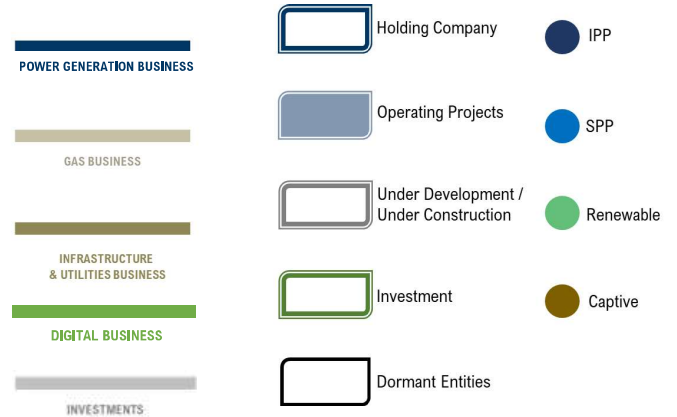 POWER GENERATION BUSINESS
GAS BUSINESS
INFRASTRUCTURE
& UTILITIES BUSINESS
DIGITAL BUSINESS
INVESTMENTS
Holding Company
Operating Projects
Under Development /
Under Construction
Investment
Dormant Entities
IPP
SPP
Renewable
Captive